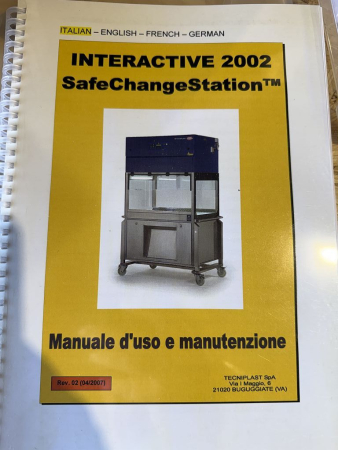 ITALIAN – ENGLISH – FRENCH – GERMAN
INTERACTIVE 2002
SafeChangeStation™
Manuale d'uso e manutenzione
Rev. 02 (04/2007)
TECNIPLAST SpA
Via I Maggio, 6
21020 BUGUGGIATE (VA)